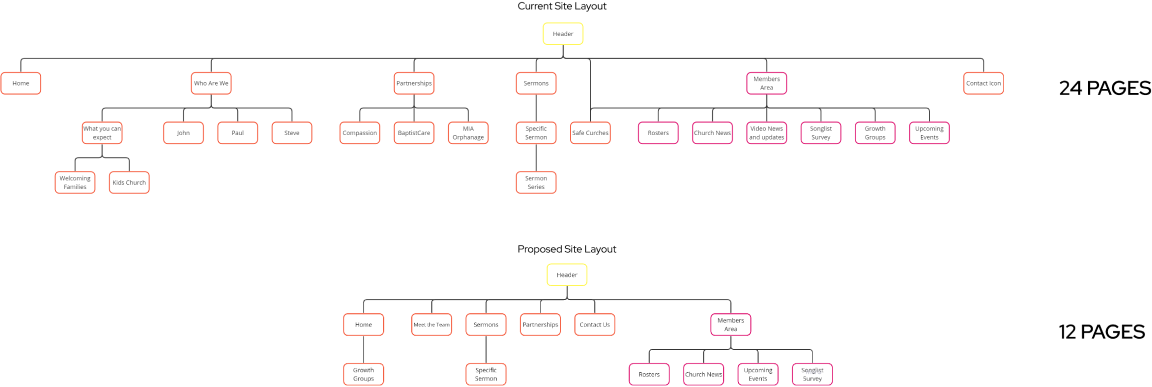 Current Site Layout
Header
Home
Who Are We
Partnerships
Sermons
Members
Area
Contact Icon
24 PAGES
What you can
expect
John
Paul
Steve
Compassion
BaptistCare
MIA
Orphanage
Specific
Sermon
Safe Curches
Rosters
Church News
Video News
and updates
Songlist
Survey
Growth
Groups
Upcoming
Events
Welcoming
Families
Kids Church
Sermon
Series
Proposed Site Layout
Header
Home
Meet the Team
Sermons
Partnerships
Contact Us
Members
Area
12 PAGES
Growth
Groups
Specific
Sermon
Rosters
Church News
Upcoming
Events
Songlist
Survey